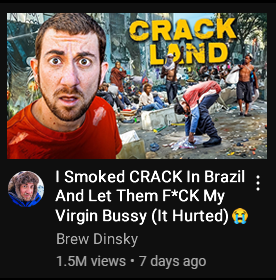 CRACK
LAND
I Smoked CRACK In Brazil
And Let Them F*CK My
Virgin Bussy (It Hurted)😭
Brew Dinsky
1.5M views • 7 days ago